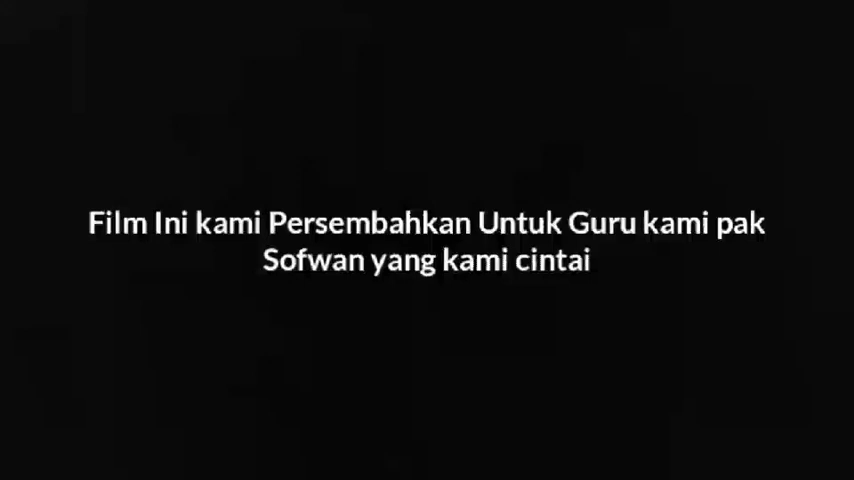 Film Ini kami Persembahkan Untuk Guru kami pak
Sofwan yang kami cintai